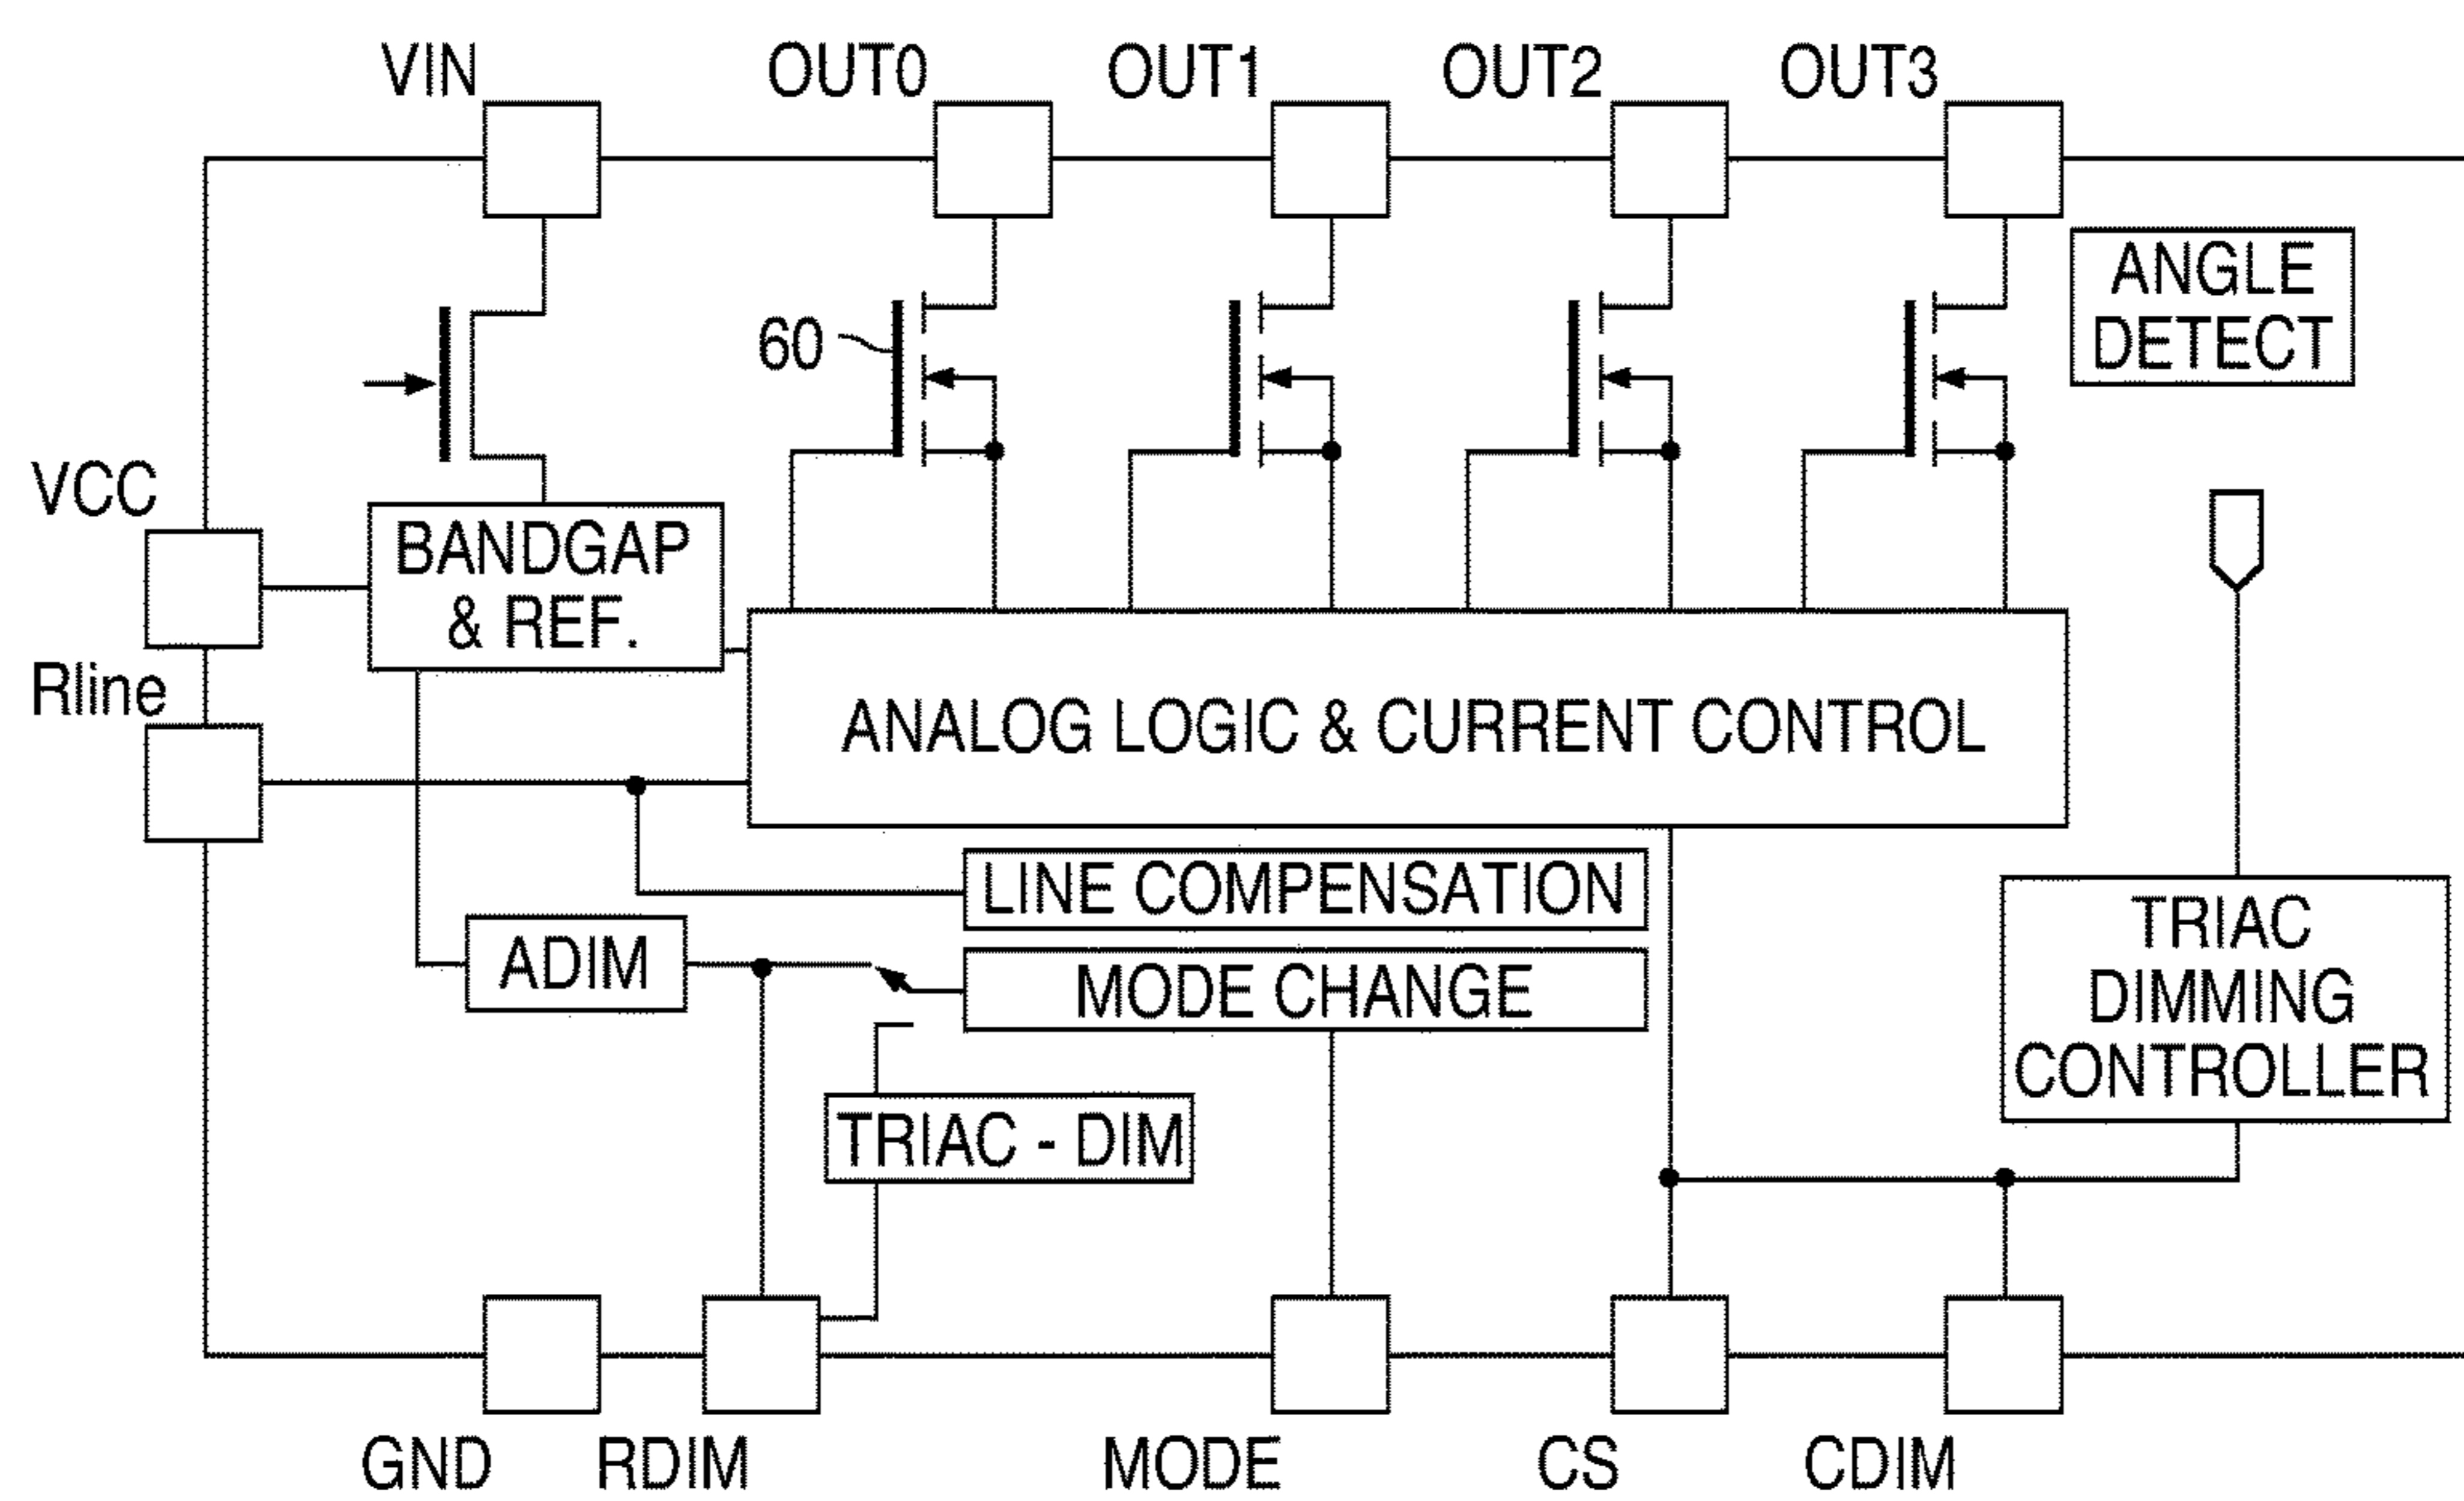 VIN
OUT0
OUT1
OUT2
OUT3
ANGLE
DETECT
60
VCC
BANDGAP
& REF.
Rline
ANALOG LOGIC & CURRENT CONTROL
LINE COMPENSATION
TRIAC
DIMMING
CONTROLLER
ADIM
MODE CHANGE
TRIAC - DIM
GND
RDIM
MODE
CS
CDIM